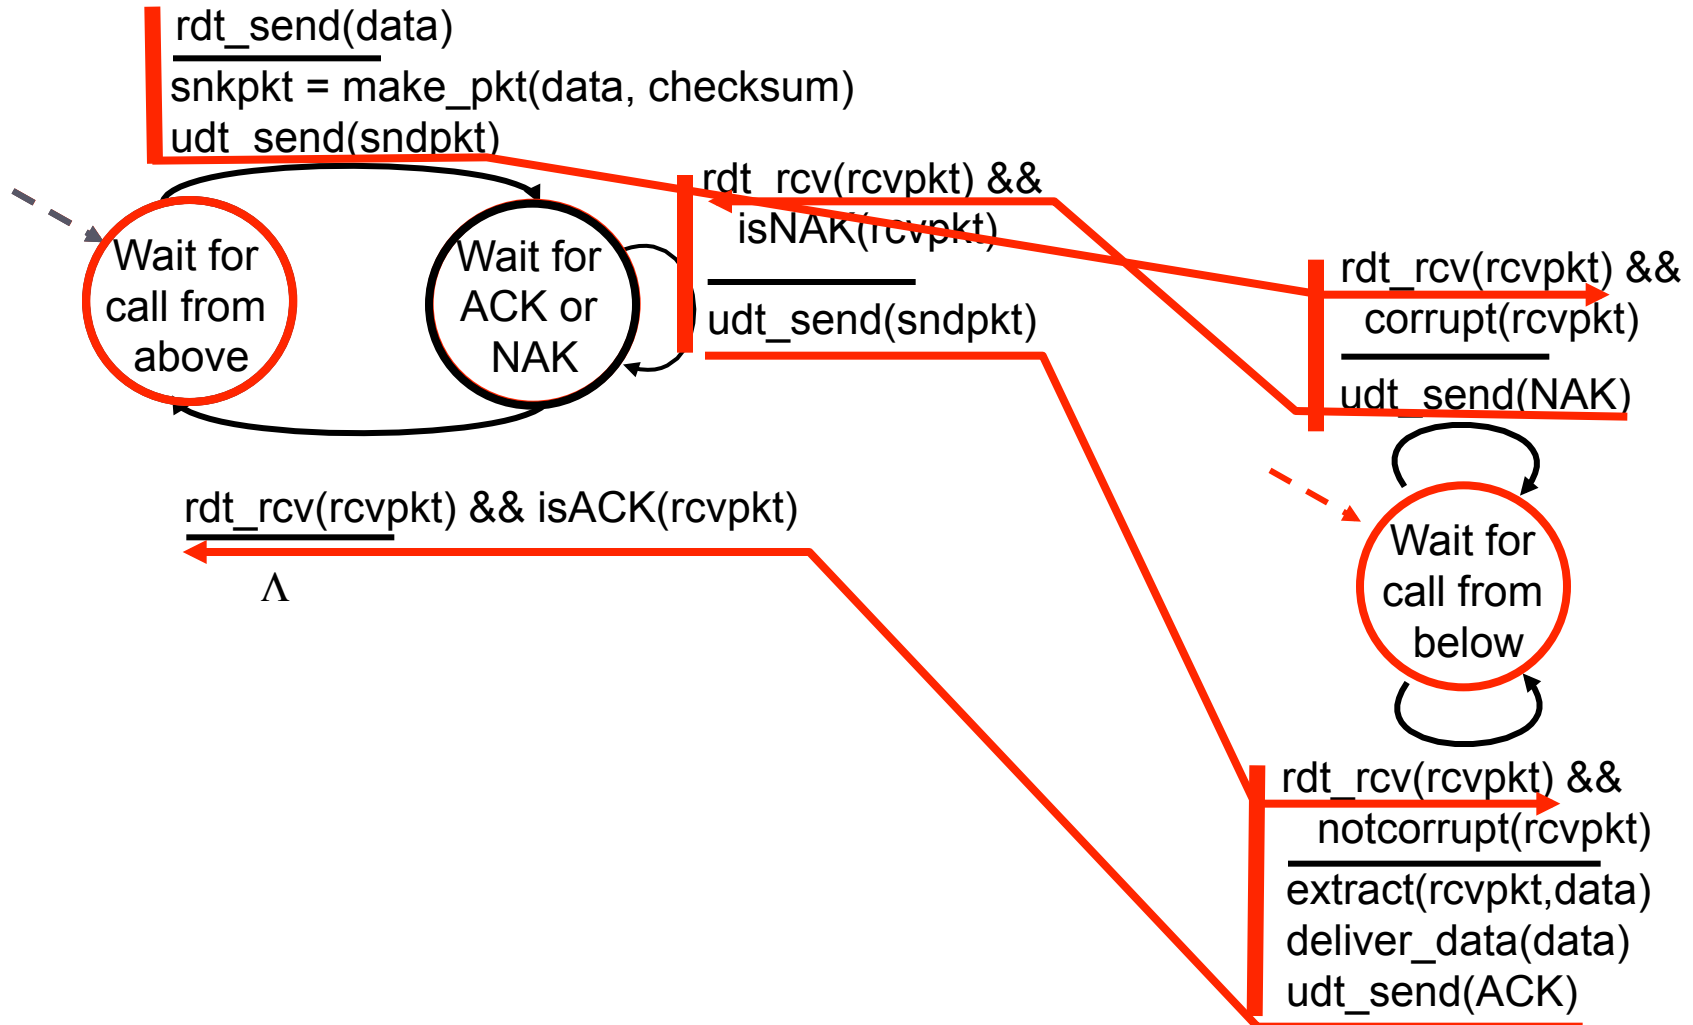 rdt_send(data)
snkpkt = make_pkt(data, checksum)
udt_send(sndpkt)
rdt_rcv(rcvpkt) &&
isNAK(rcvpkt)
udt_send(sndpkt)
Wait for
call from
above
Wait for
ACK or
NAK
rdt_rcv(rcvpkt) && isACK(rcvpkt)
Λ
rdt_rcv(rcvpkt) &&
corrupt(rcvpkt)
udt_send(NAK)
Wait for
call from
below
rdt_rcv(rcvpkt) &&
notcorrupt(rcvpkt)
extract(rcvpkt,data)
deliver_data(data)
udt_send(ACK)